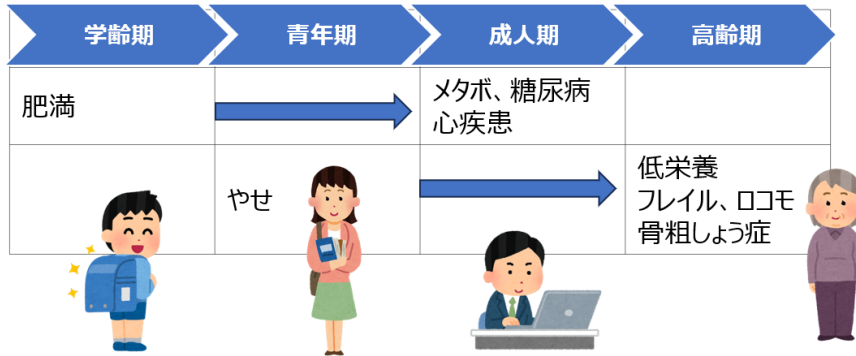 学齢期
青年期
成人期
高齢期
肥満
メタボ、糖尿病
心疾患
やせ
低栄養
フレイル、ロコモ
骨粗しょう症